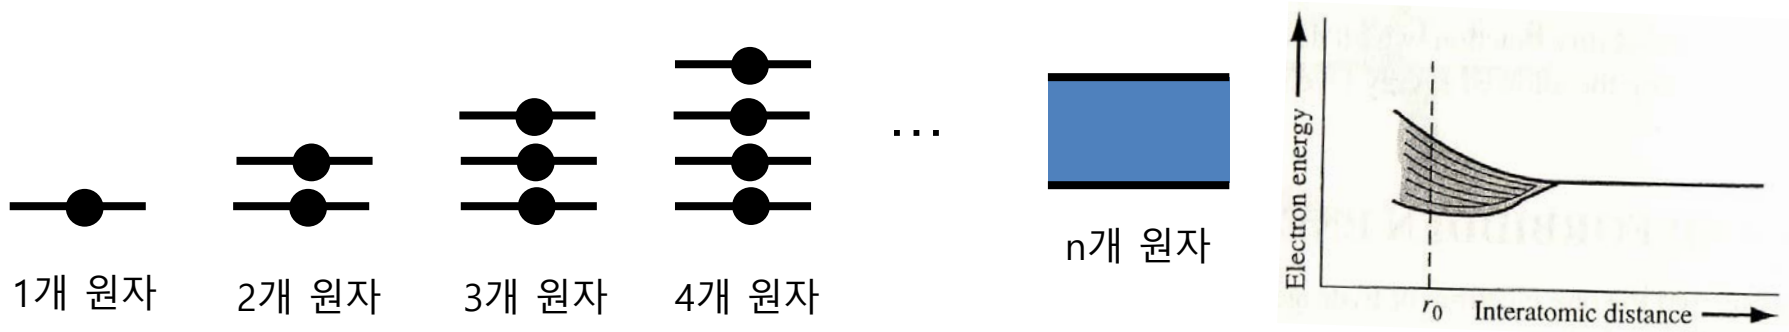 1개 원자
2개 원자
3개 원자
4개 원자
...
n개 원자
Electron energy
r0
Interatomic distance